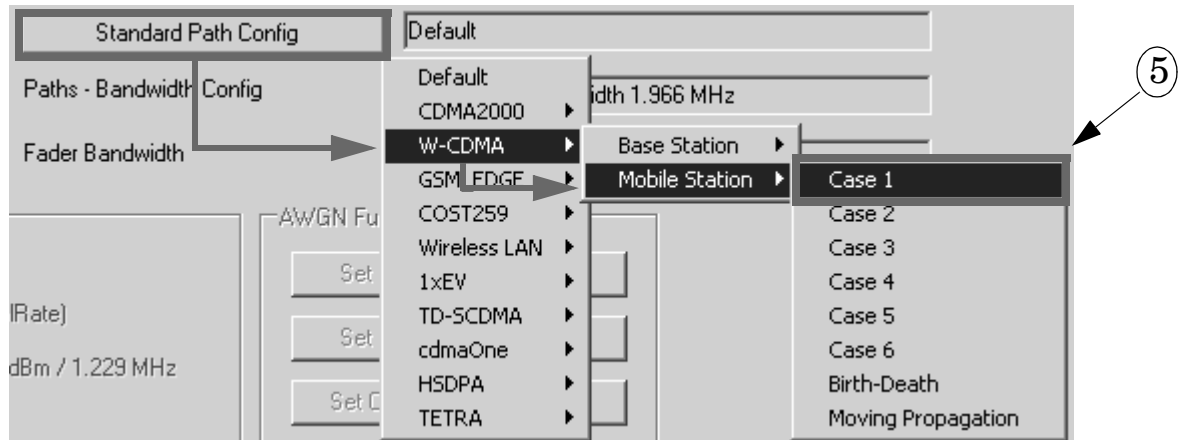 Standard Path Config
Default
Paths - Bandwidth Config
idth 1.966 MHz
Fader Bandwidth
Default
CDMA2000
W-CDMA
GSM EDGE
COST259
Wireless LAN
1xEV
TD-SCDMA
cdmaOne
HSDPA
TETRA
Base Station
Mobile Station
Case 1
Case 2
Case 3
Case 4
Case 5
Case 6
Birth-Death
Moving Propagation
AWGN Fu
Set
Set
Set
lRate)
dBm / 1.229 MHz
5